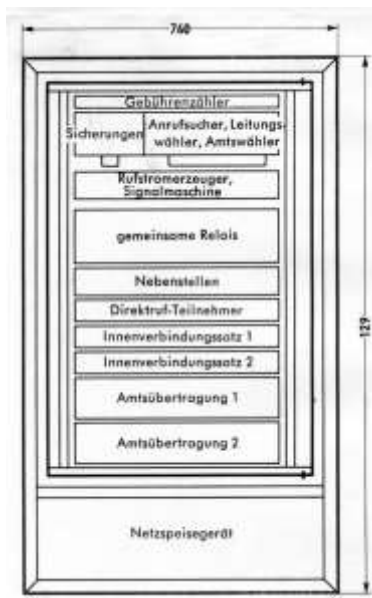 760
Gebührenzähler
Sicherungen
Anrufsucher, Leitungs-
wähler, Amtswähler
Rufstromerzeuger,
Signalmaschine
gemeinsame Relais
Nebenstellen
Direktruf-Teilnehmer
Innenverbindungssatz 1
Innenverbindungssatz 2
Amtsübertragung 1
Amtsübertragung 2
129
Netzspeisegerät